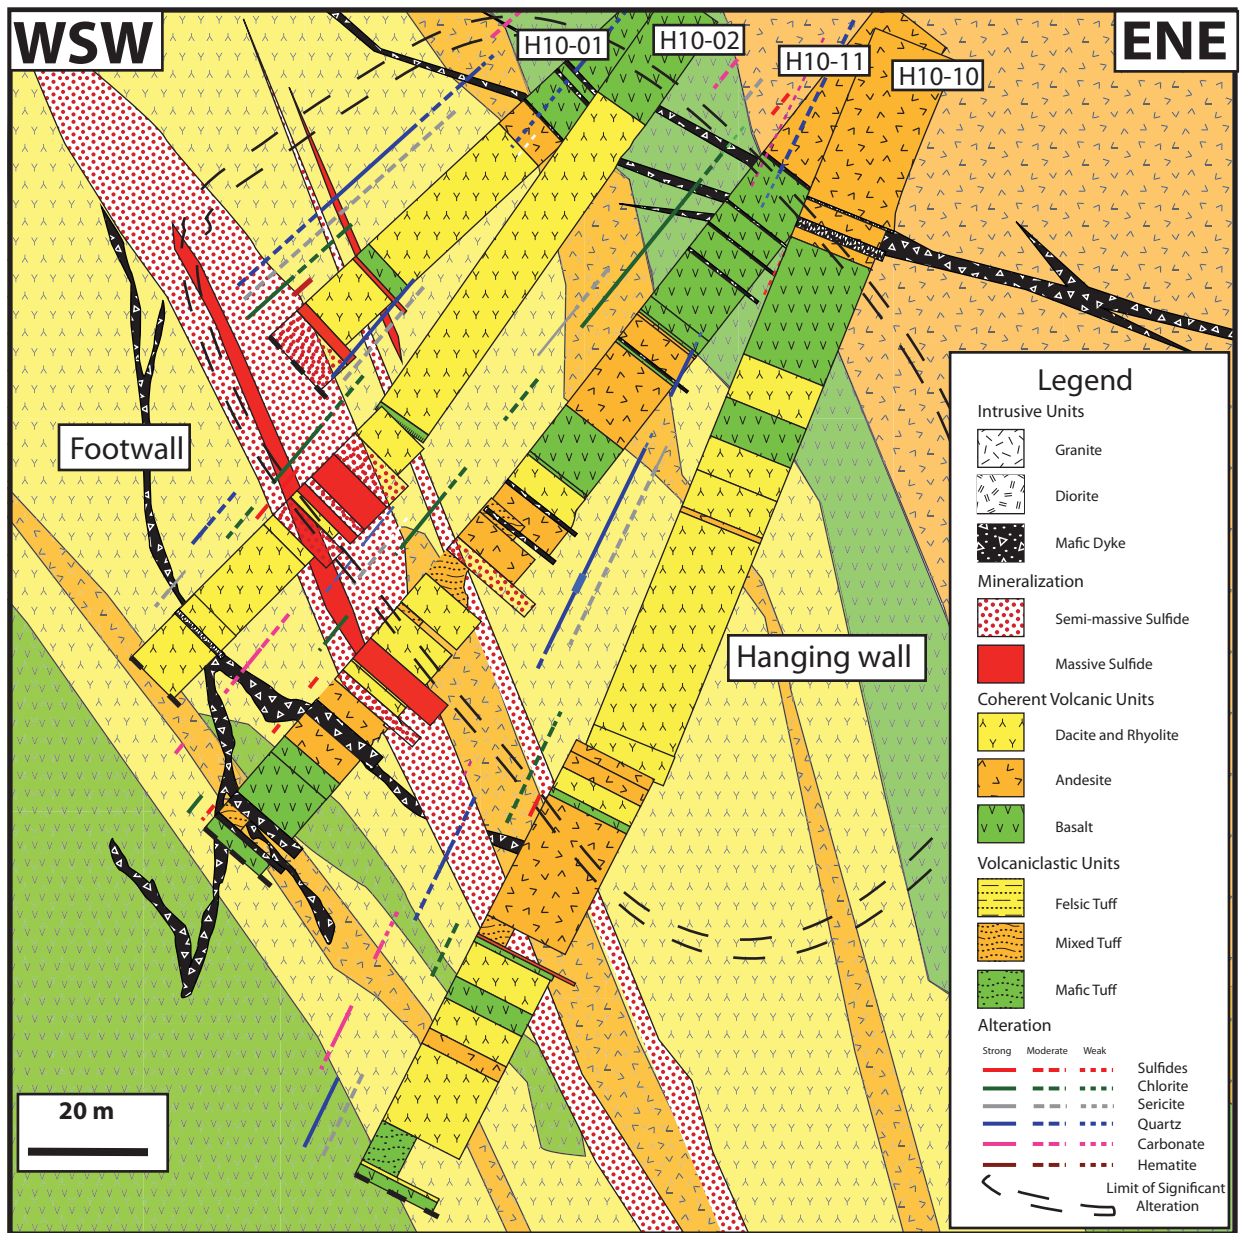 WSW
ENE
H10-01
H10-02
H10-11
H10-10
Footwall
Hanging wall
20 m
Legend
Intrusive Units
Granite
Diorite
Mafic Dyke
Mineralization
Semi-massive Sulfide
Massive Sulfide
Coherent Volcanic Units
Dacite and Rhyolite
Andesite
Basalt
Volcaniclastic Units
Felsic Tuff
Mixed Tuff
Mafic Tuff
Alteration
Strong Moderate Weak
Sulfides
Chlorite
Sericite
Quartz
Carbonate
Hematite
Limit of Significant
Alteration